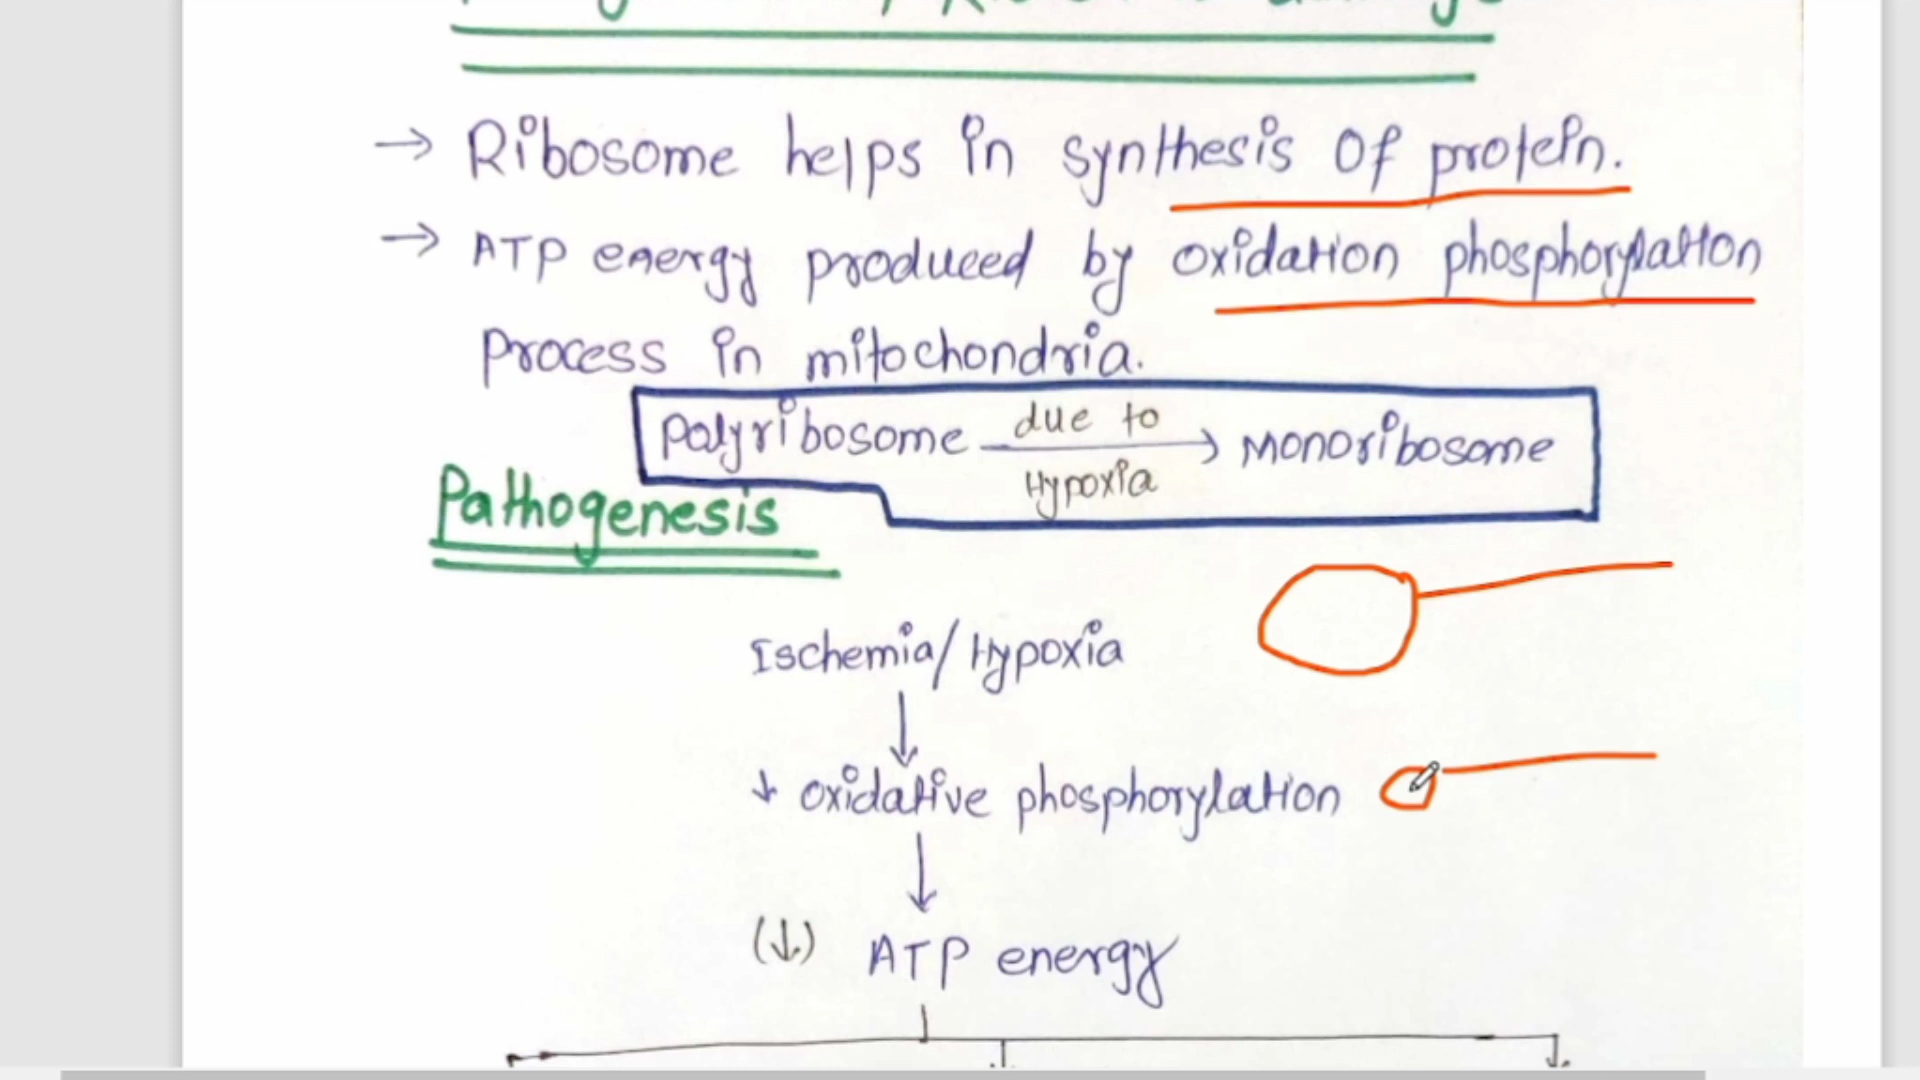 → Ribosome helps in synthesis of protein.
→ ATP energy produced by oxidation phosphorylation
process in mitochondria.
Polyribosome due to Hypoxia → Monoribosome
Pathogenesis
Ischemia/Hypoxia
↓
↓ oxidative phosphorylation
↓
(↓) ATP energy